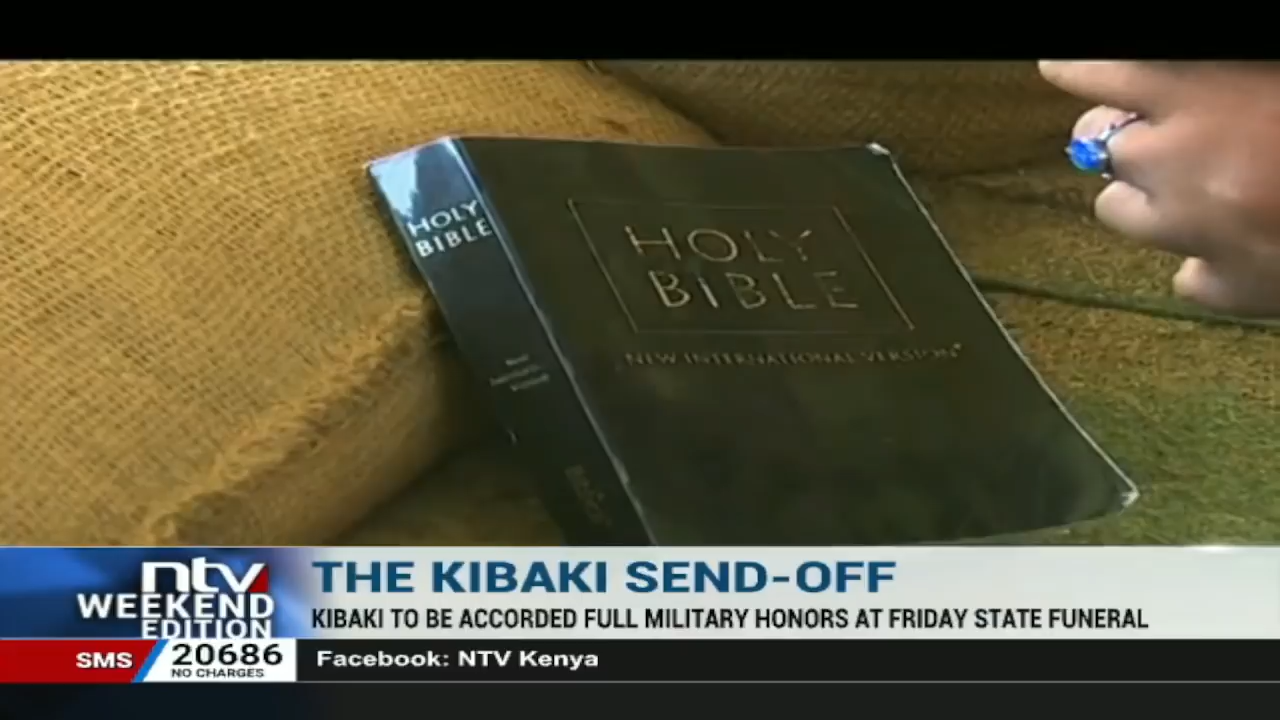 HOLY
BIBLE
HOLY
BIBLE
NEW INTERNATIONAL VERSION
ntv
WEEKEND
EDITION
THE KIBAKI SEND-OFF
KIBAKI TO BE ACCORDED FULL MILITARY HONORS AT FRIDAY STATE FUNERAL
SMS 20686
NO CHARGES
Facebook: NTV Kenya